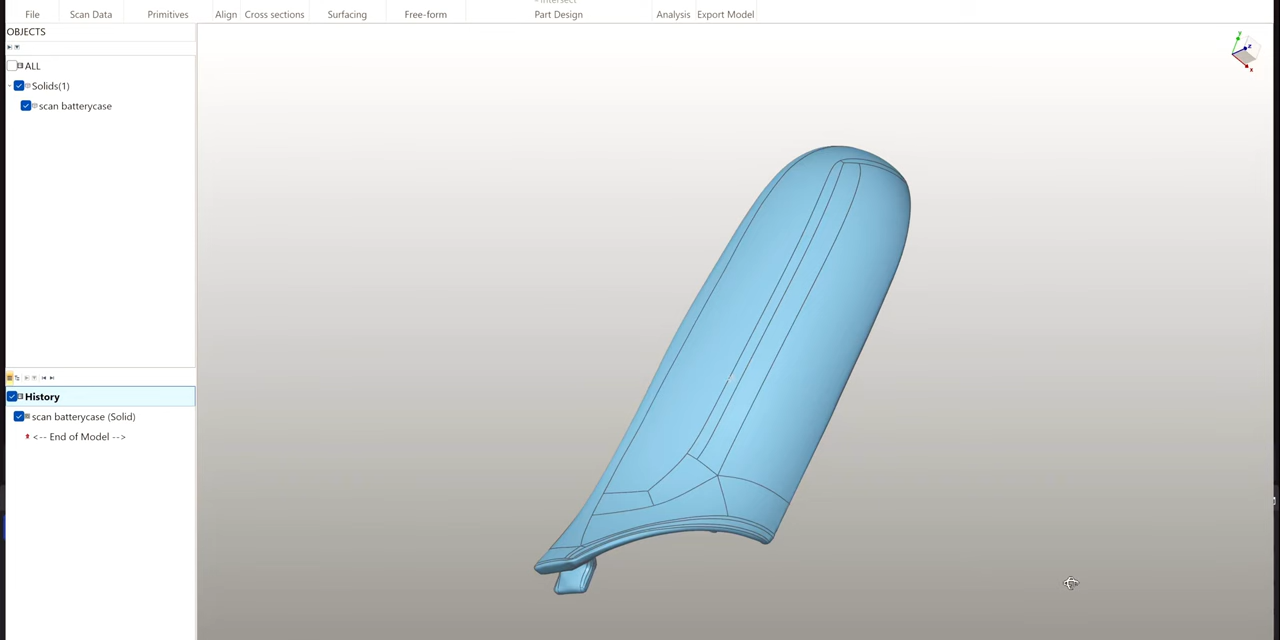 Intersect
File Scan Data Primitives Align Cross sections Surfacing Free-form Part Design Analysis Export Model
OBJECTS
ALL
Solids(1)
scan batterycase
History
scan batterycase (Solid)
<-- End of Model -->
Y
Z
X